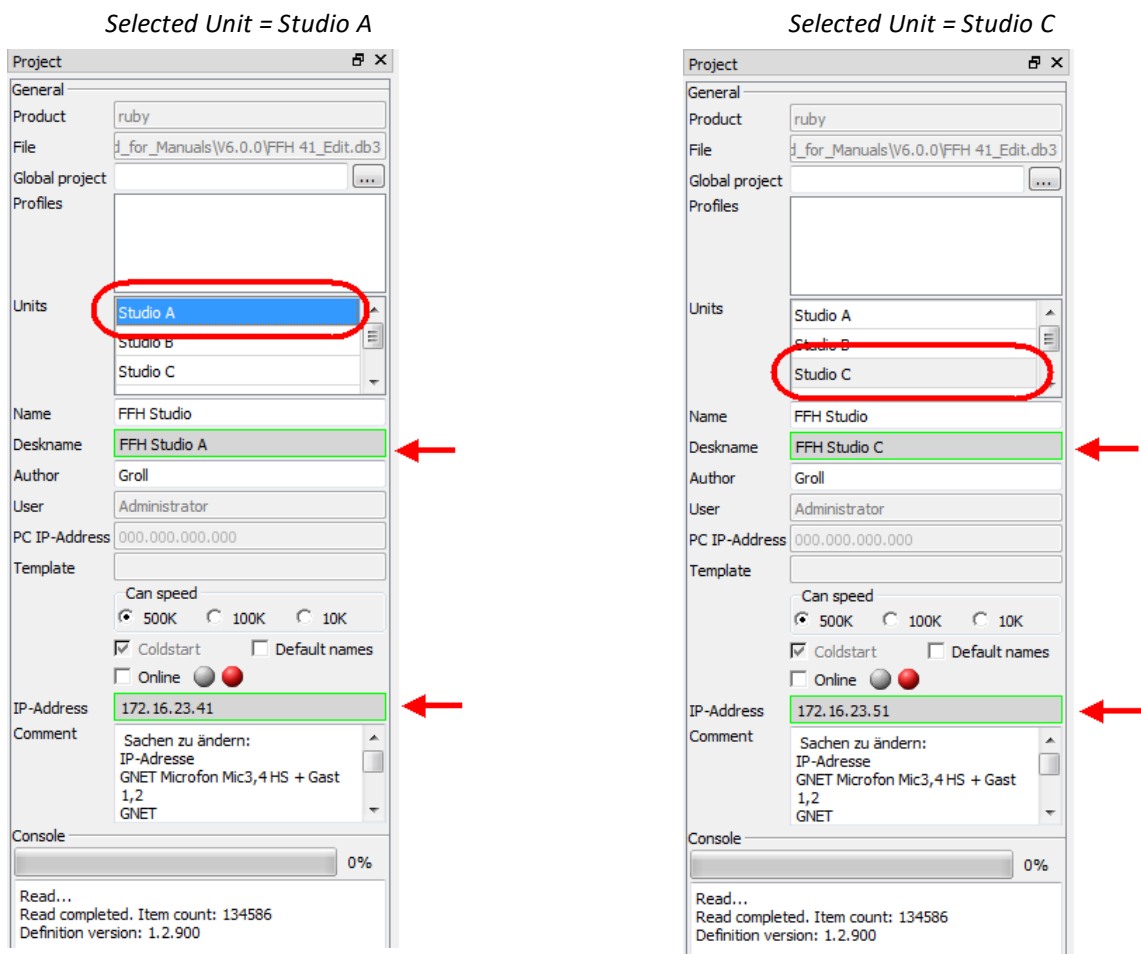 Selected Unit = Studio A
Project
General
Product
ruby
File
d_for_Manuals\V6.0.0\FFH 41_Edit.db3
Global project
...
Profiles
Units
Studio A
Studio B
Studio C
Name
FFH Studio
Deskname
FFH Studio A
Author
Groll
User
Administrator
PC IP-Address
000.000.000.000
Template
Can speed
500K 100K 10K
Coldstart Default names
Online
IP-Address
172.16.23.41
Comment
Sachen zu ändern:
IP-Adresse
GNET Microfon Mic3,4 HS + Gast
1,2
GNET
Console
0%
Read...
Read completed. Item count: 134586
Definition version: 1.2.900
Selected Unit = Studio C
Project
General
Product
ruby
File
d_for_Manuals\V6.0.0\FFH 41_Edit.db3
Global project
...
Profiles
Units
Studio A
Studio B
Studio C
Name
FFH Studio
Deskname
FFH Studio C
Author
Groll
User
Administrator
PC IP-Address
000.000.000.000
Template
Can speed
500K 100K 10K
Coldstart Default names
Online
IP-Address
172.16.23.51
Comment
Sachen zu ändern:
IP-Adresse
GNET Microfon Mic3,4 HS + Gast
1,2
GNET
Console
0%
Read...
Read completed. Item count: 134586
Definition version: 1.2.900